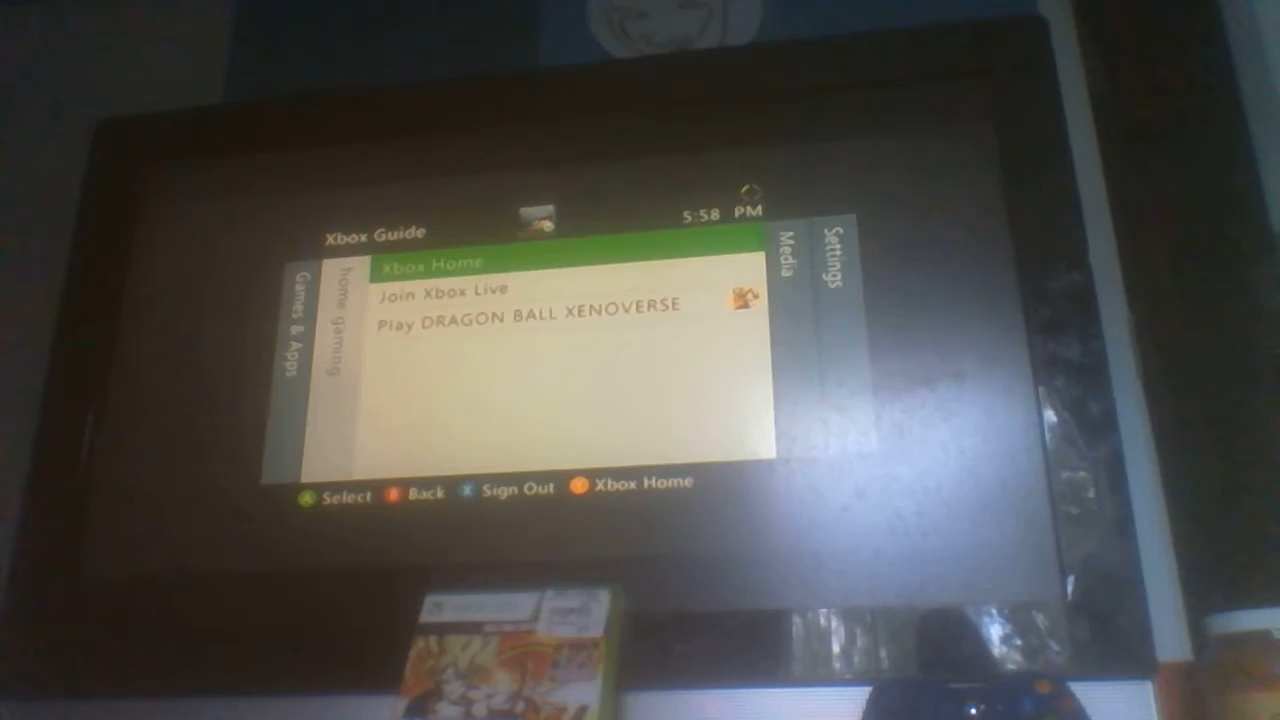 Xbox Guide
5:58 PM
Games & Apps
home gaming
Xbox Home
Join Xbox Live
Play DRAGON BALL XENOVERSE
Media
Settings
A Select B Back X Sign Out Y Xbox Home